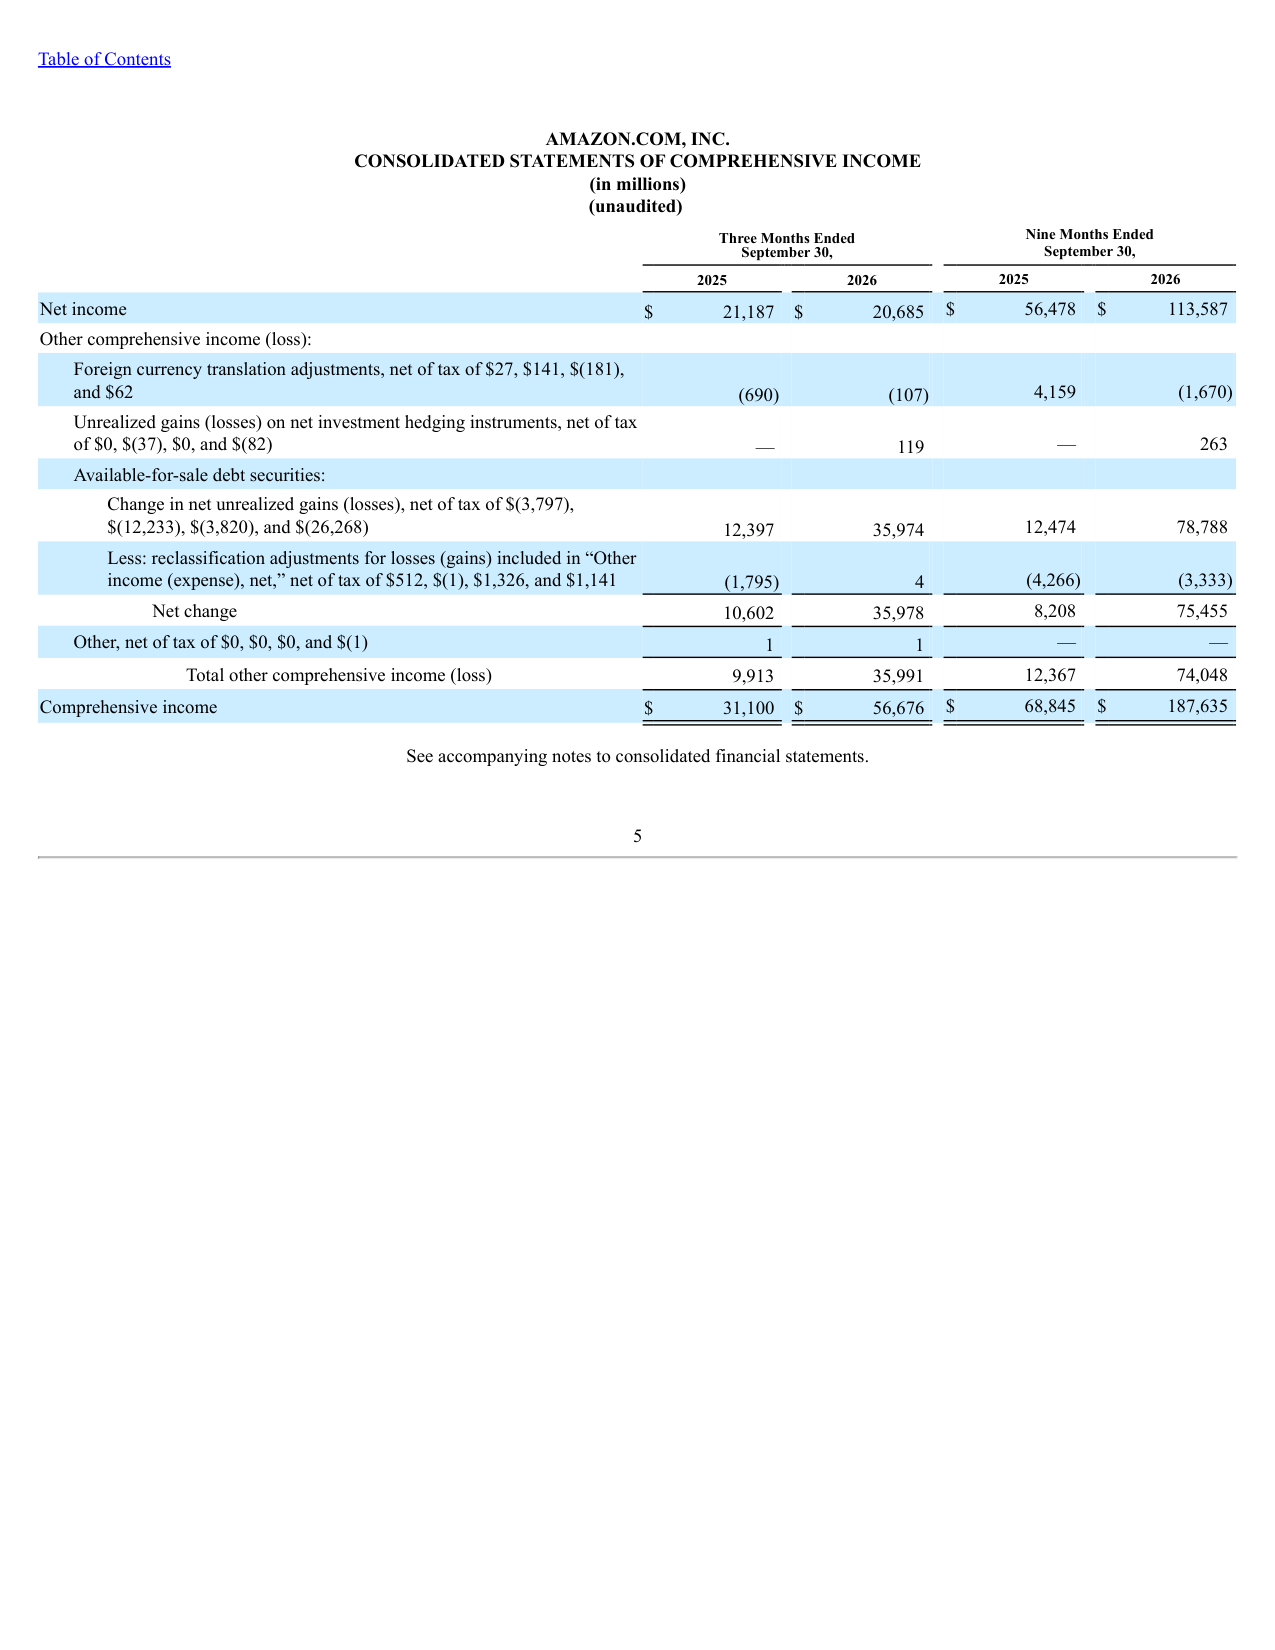 Table of Contents
AMAZON.COM, INC.
CONSOLIDATED STATEMENTS OF COMPREHENSIVE INCOME
(in millions)
(unaudited)
Three Months Ended September 30, Nine Months Ended September 30,
2025 2026 2025 2026
Net income $ 21,187 $ 20,685 $ 56,478 $ 113,587
Other comprehensive income (loss):
Foreign currency translation adjustments, net of tax of $27, $141, $(181),
and $62 (690) (107) 4,159 (1,670)
Unrealized gains (losses) on net investment hedging instruments, net of tax
of $0, $(37), $0, and $(82) — 119 — 263
Available-for-sale debt securities:
Change in net unrealized gains (losses), net of tax of $(3,797),
$(12,233), $(3,820), and $(26,268) 12,397 35,974 12,474 78,788
Less: reclassification adjustments for losses (gains) included in “Other
income (expense), net,” net of tax of $512, $(1), $1,326, and $1,141 (1,795) 4 (4,266) (3,333)
Net change 10,602 35,978 8,208 75,455
Other, net of tax of $0, $0, $0, and $(1) 1 1 — —
Total other comprehensive income (loss) 9,913 35,991 12,367 74,048
Comprehensive income $ 31,100 $ 56,676 $ 68,845 $ 187,635
See accompanying notes to consolidated financial statements.
5